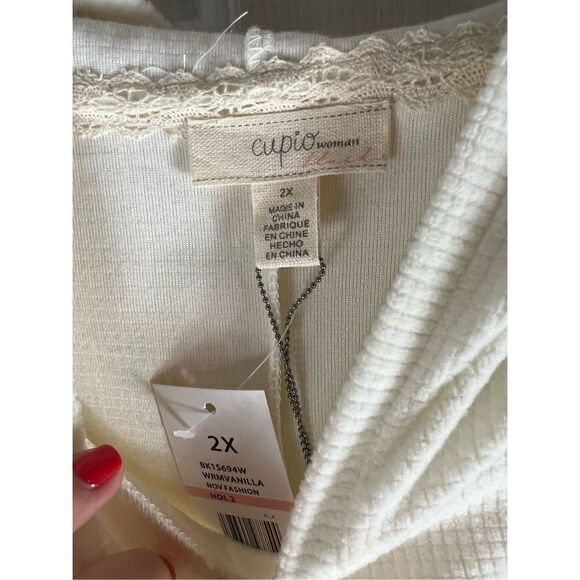 cupio woman
2X
MADE IN
CHINA
FABRIQUE
EN CHINE
HECHO
EN CHINA
2X
BK15694W
WRMVANILLA
NOV FASHION
HOL 2